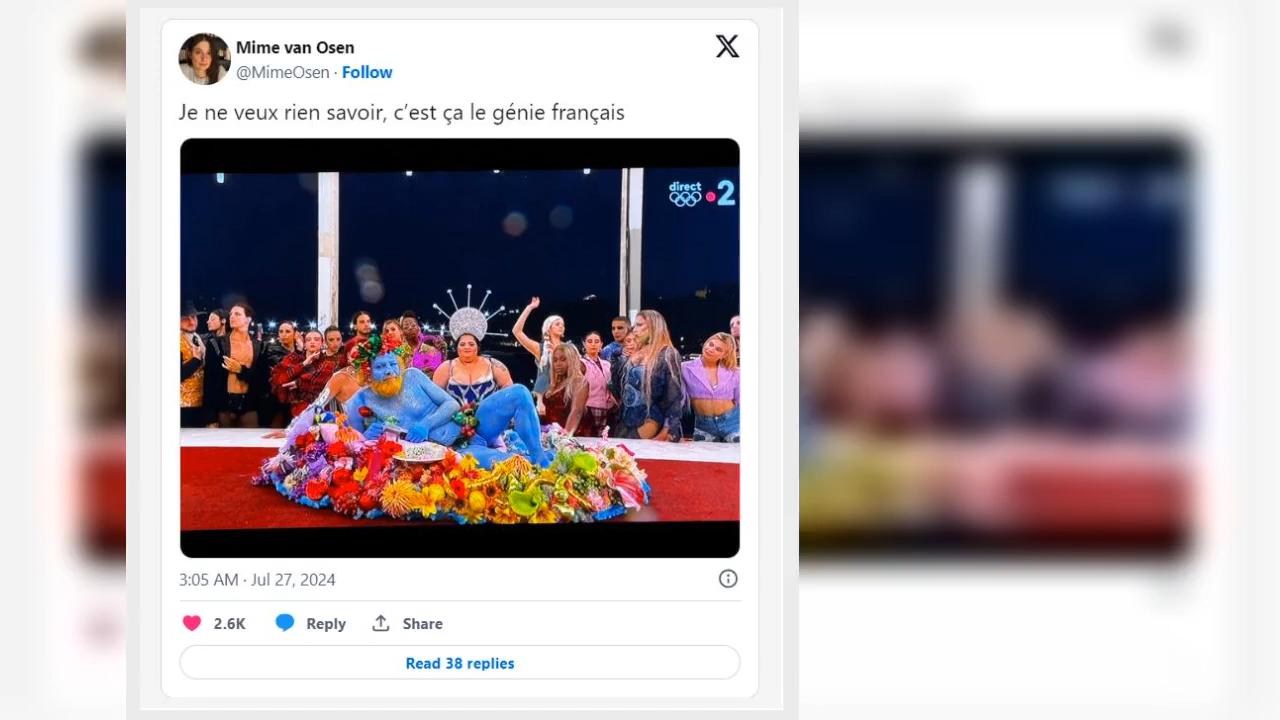 Mime van Osen
@MimeOsen · Follow
Je ne veux rien savoir, c’est ça le génie français
direct
2
3:05 AM · Jul 27, 2024
2.6K Reply Share
Read 38 replies